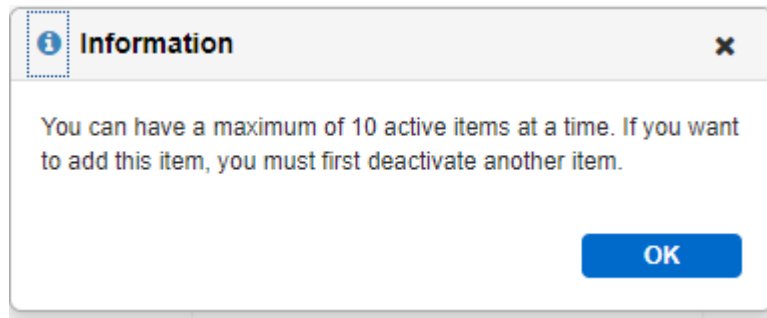 Information
You can have a maximum of 10 active items at a time. If you want
to add this item, you must first deactivate another item.
OK